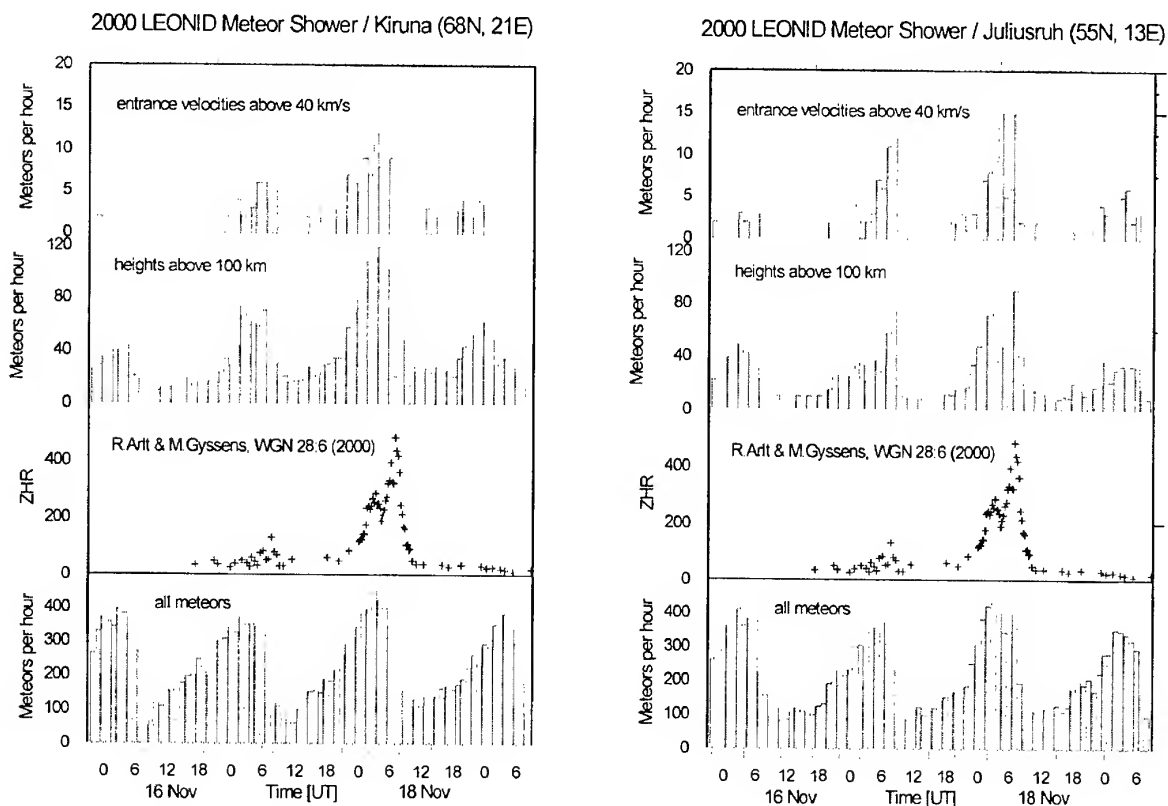 2000 LEONID Meteor Shower / Kiruna (68N, 21E)
20
15
10
5
0
Meteors per hour
entrance velocities above 40 km/s
120
80
40
0
Meteors per hour
heights above 100 km
400
200
0
ZHR
R.Arlt & M.Gyssens, WGN 28:6 (2000)
400
300
200
100
0
Meteors per hour
all meteors
0 6 12 18 0 6 12 18 0 6 12 18 0 6
16 Nov Time [UT] 18 Nov
2000 LEONID Meteor Shower / Juliusruh (55N, 13E)
20
15
10
5
0
Meteors per hour
entrance velocities above 40 km/s
120
80
40
0
Meteors per hour
heights above 100 km
400
200
0
ZHR
R.Arlt & M.Gyssens, WGN 28:6 (2000)
400
300
200
100
0
Meteors per hour
all meteors
0 6 12 18 0 6 12 18 0 6 12 18 0 6
16 Nov Time [UT] 18 Nov